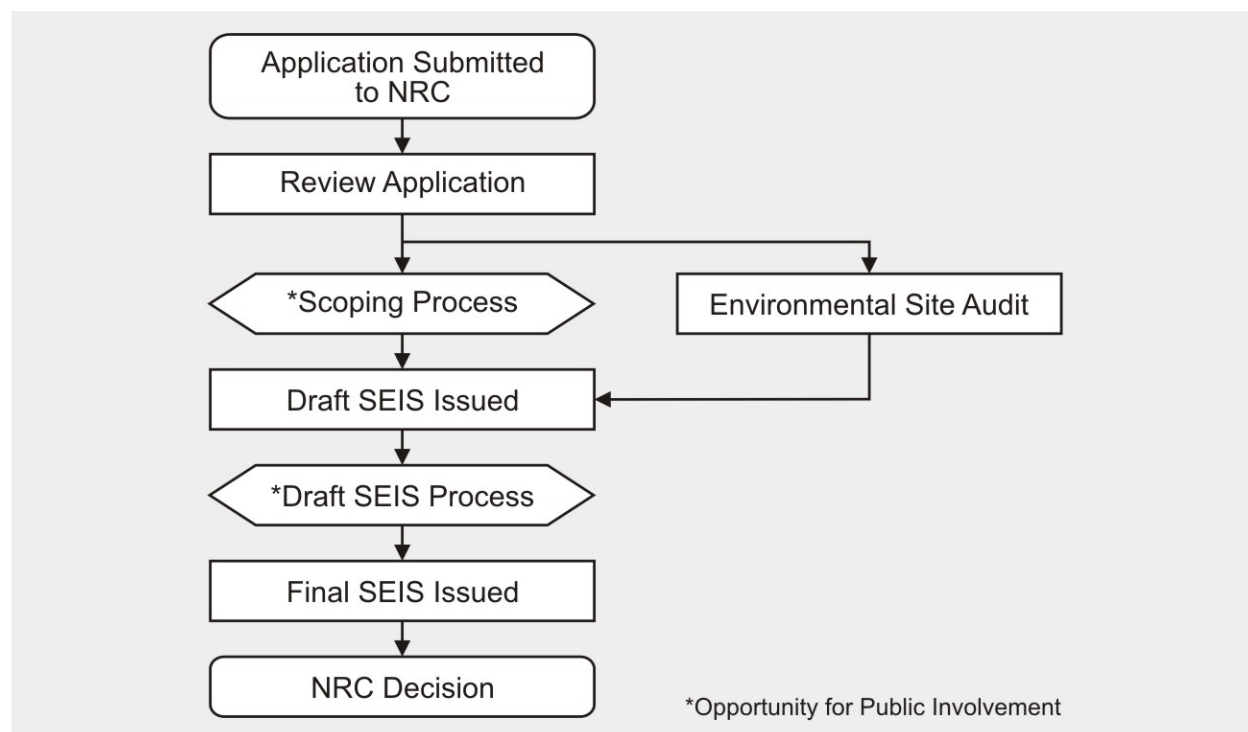 Application Submitted
to NRC
Review Application
*Scoping Process
Environmental Site Audit
Draft SEIS Issued
*Draft SEIS Process
Final SEIS Issued
NRC Decision
*Opportunity for Public Involvement